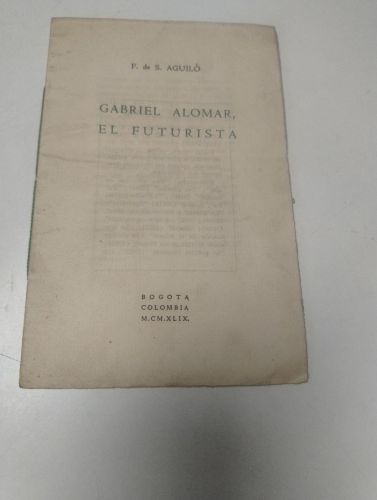 F. de S. AGUILÓ
GABRIEL ALOMAR,
EL FUTURISTA
BOGOTA
COLOMBIA
M.CM.XLIX.